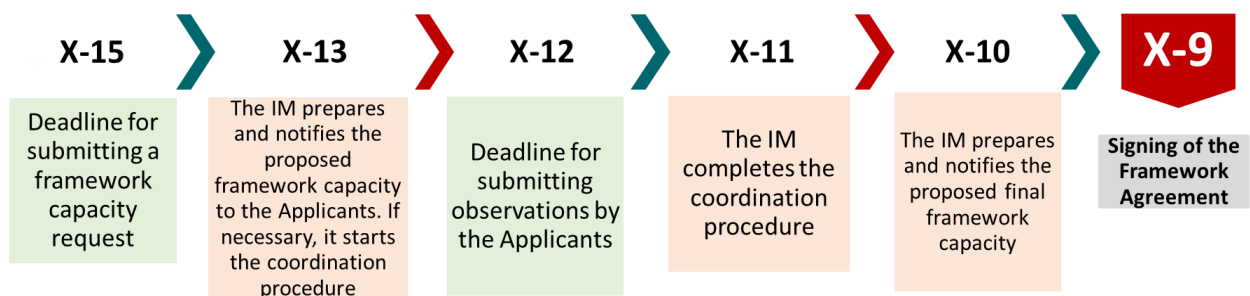 X-15
Deadline for
submitting a
framework
capacity
request
X-13
The IM prepares
and notifies the
proposed
framework capacity
to the Applicants. If
necessary, it starts
the coordination
procedure
X-12
Deadline for
submitting
observations by
the Applicants
X-11
The IM
completes the
coordination
procedure
X-10
The IM prepares
and notifies the
proposed final
framework
capacity
X-9
Signing of the
Framework
Agreement